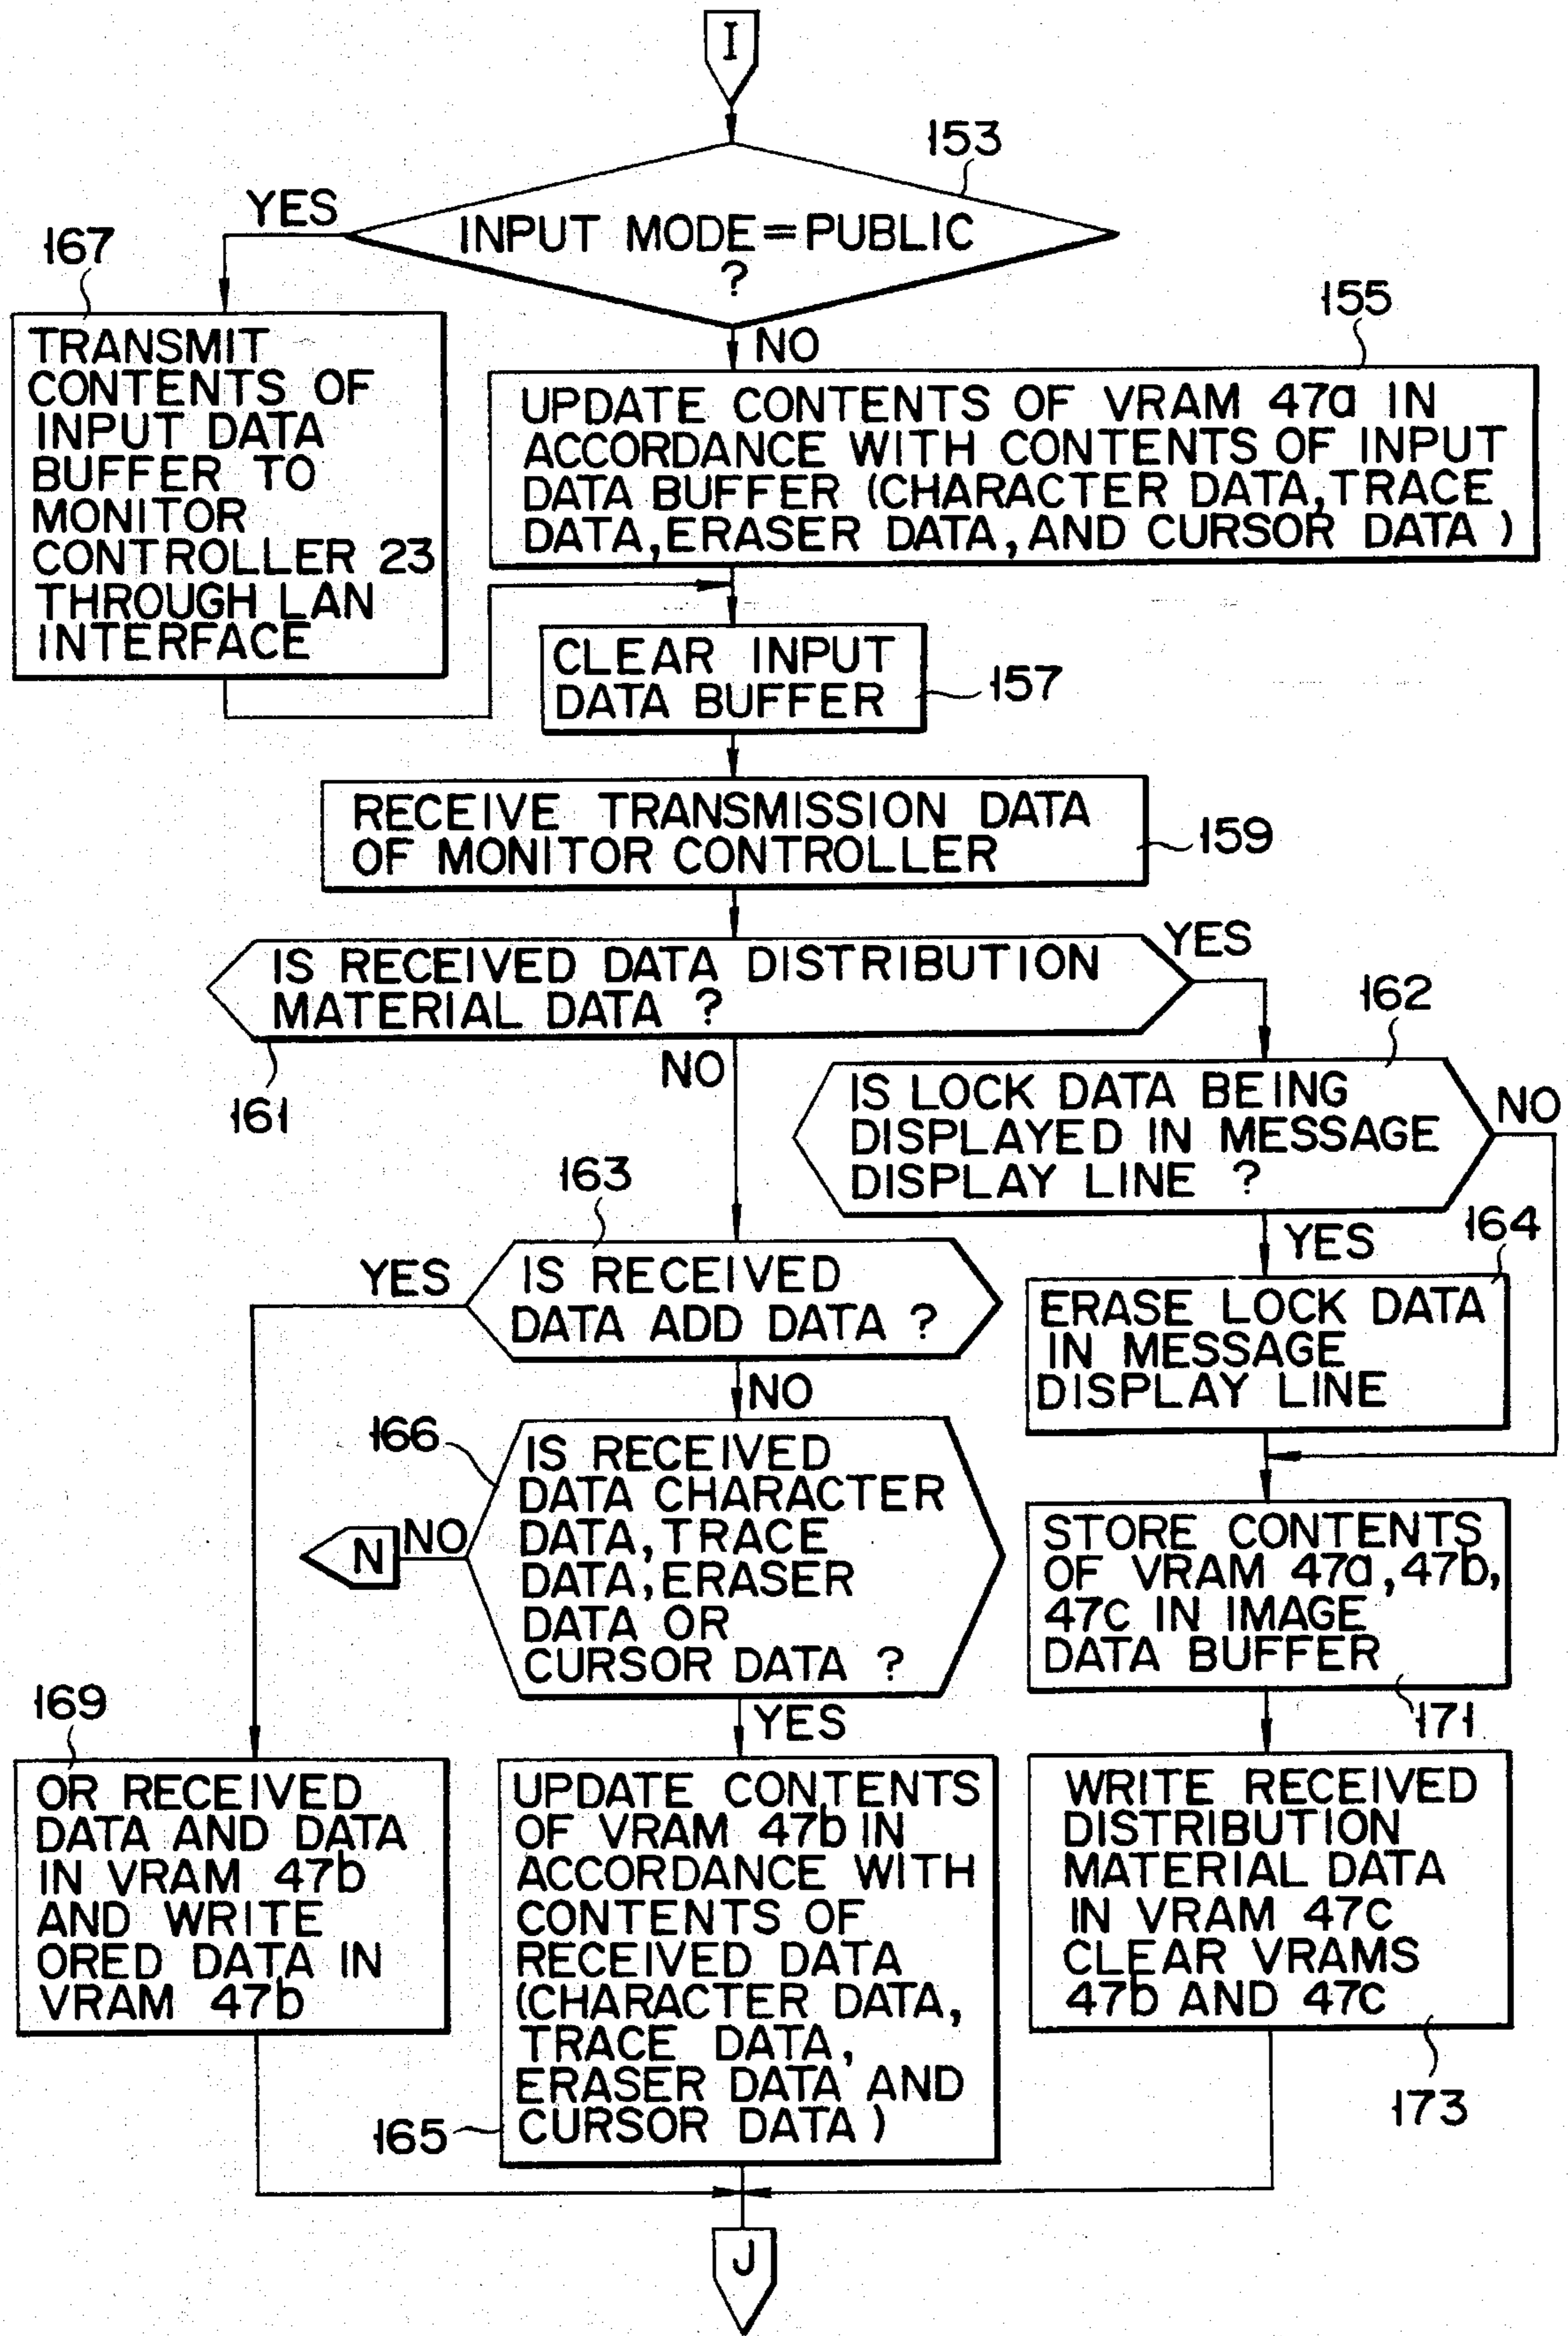 I
153
YES
INPUT MODE=PUBLIC
?
167
TRANSMIT
CONTENTS OF
INPUT DATA
BUFFER TO
MONITOR
CONTROLLER 23
THROUGH LAN
INTERFACE
NO
155
UPDATE CONTENTS OF VRAM 47a IN
ACCORDANCE WITH CONTENTS OF INPUT
DATA BUFFER (CHARACTER DATA, TRACE
DATA, ERASER DATA, AND CURSOR DATA )
CLEAR INPUT
DATA BUFFER
157
RECEIVE TRANSMISSION DATA
OF MONITOR CONTROLLER
159
IS RECEIVED DATA DISTRIBUTION
MATERIAL DATA ?
YES
161
NO
162
IS LOCK DATA BEING
DISPLAYED IN MESSAGE
DISPLAY LINE ?
NO
YES
164
ERASE LOCK DATA
IN MESSAGE
DISPLAY LINE
163
YES
IS RECEIVED
DATA ADD DATA ?
NO
166
IS RECEIVED
DATA CHARACTER
DATA, TRACE
DATA, ERASER
DATA OR
CURSOR DATA ?
NO
N
YES
STORE CONTENTS
OF VRAM 47a, 47b,
47c IN IMAGE
DATA BUFFER
171
169
OR RECEIVED
DATA AND DATA
IN VRAM 47b
AND WRITE
ORED DATA IN
VRAM 47b
UPDATE CONTENTS
OF VRAM 47b IN
ACCORDANCE WITH
CONTENTS OF
RECEIVED DATA
(CHARACTER DATA,
TRACE DATA,
ERASER DATA AND
CURSOR DATA )
165
WRITE RECEIVED
DISTRIBUTION
MATERIAL DATA
IN VRAM 47c
CLEAR VRAMS
47b AND 47c
173
J